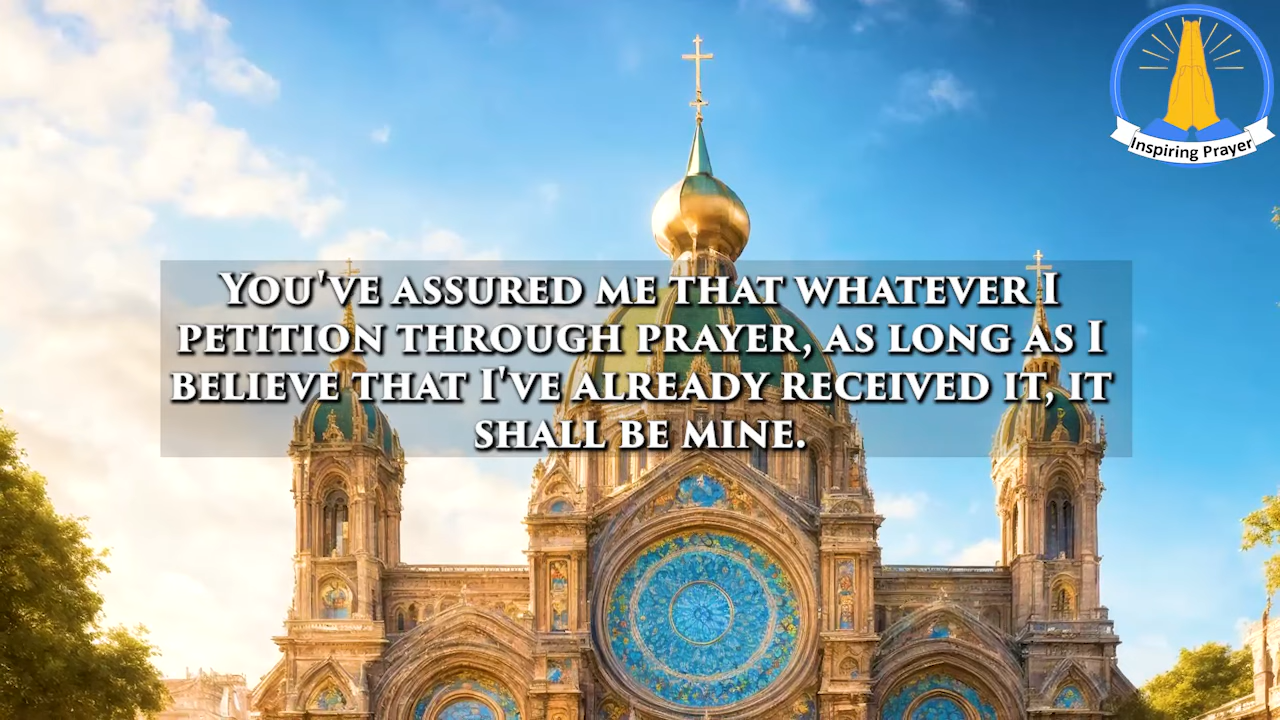 Inspiring Prayer
You've assured me that whatever I
petition through prayer, as long as I
believe that I've already received it, it
shall be mine.